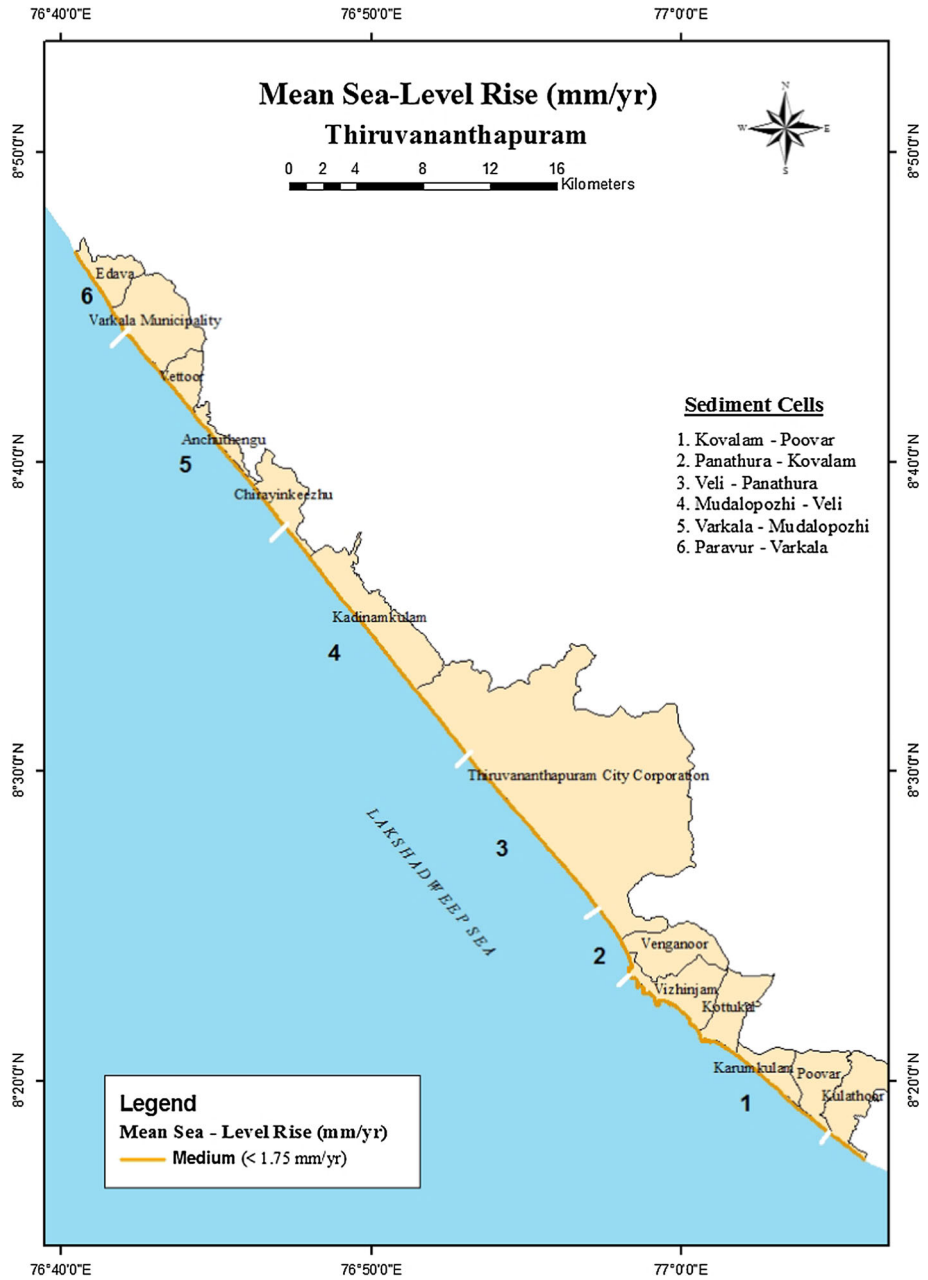 76°40'0"E 76°50'0"E 77°0'0"E
Mean Sea-Level Rise (mm/yr)
Thiruvananthapuram
N
W E
S
0 2 4 8 12 16
Kilometers
8°50'0"N 8°50'0"N
Edava
6
Varkala Municipality
Vettoor
Anchuthengu
5
Chirayinkeezhu
8°40'0"N 8°40'0"N
Sediment Cells
1. Kovalam - Poovar
2. Panathura - Kovalam
3. Veli - Panathura
4. Mudalopozhi - Veli
5. Varkala - Mudalopozhi
6. Paravur - Varkala
Kadinamkulam
4
8°30'0"N 8°30'0"N
Thiruvananthapuram City Corporation
3
LAKSHADWEEP SEA
2
Venganoor
Vizhinjam
Kottukal
Karumkulam
Poovar
Kulathoor
1
8°20'0"N 8°20'0"N
Legend
Mean Sea - Level Rise (mm/yr)
Medium (< 1.75 mm/yr)
76°40'0"E 76°50'0"E 77°0'0"E